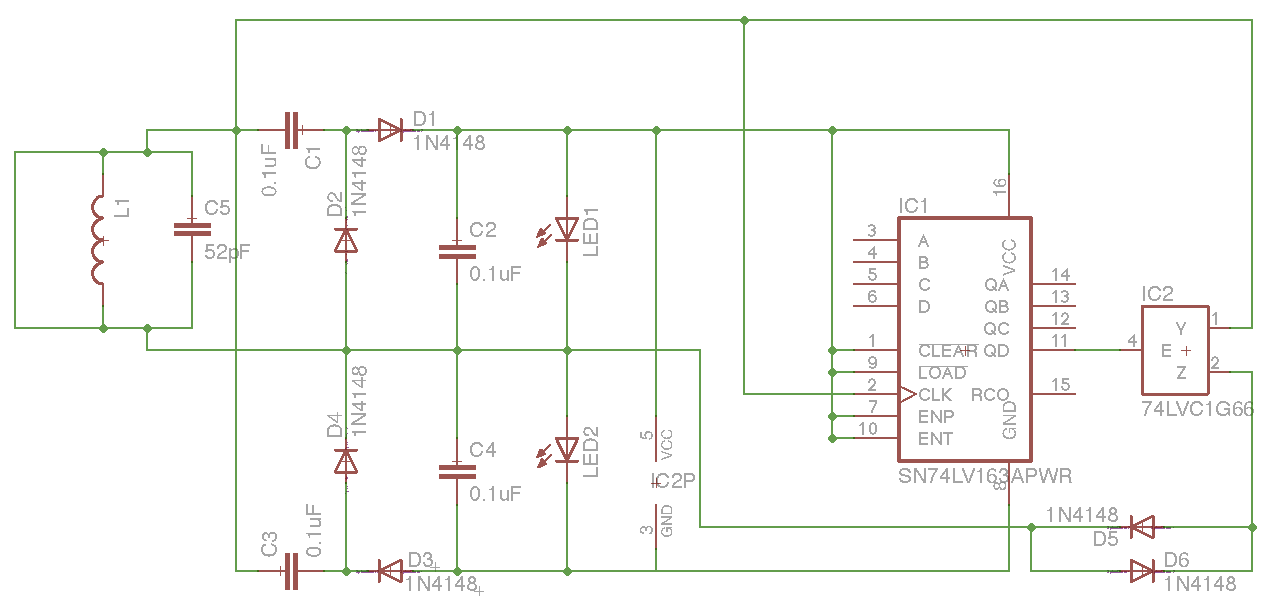 D1
1N4148
0.1uF
C1
1N4148
D2
L1
C5
52pF
C2
0.1uF
LED1
16
IC1
VCC
3
A
4
B
5
C
6
D
QA
14
QB
13
QC
12
QD
11
1
CLEAR
9
LOAD
2
CLK
7
ENP
10
ENT
RCO
15
GND
8
SN74LV163APWR
IC2
Y
1
4
E
Z
2
74LVC1G66
1N4148
D4
C4
0.1uF
LED2
5
VCC
IC2P
3
GND
C3
0.1uF
D3
1N4148
1N4148
D5
D6
1N4148